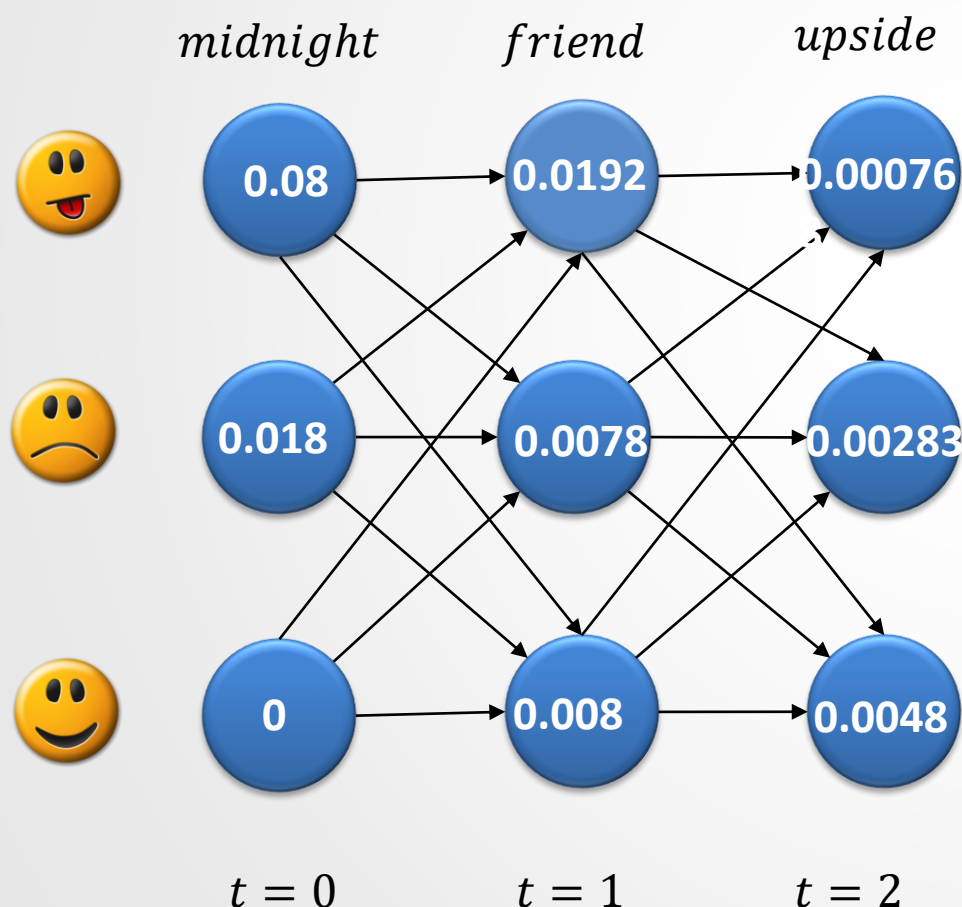 midnight friend upside
0.08 0.0192 0.00076
0.018 0.0078 0.00283
0 0.008 0.0048
t = 0 t = 1 t = 2